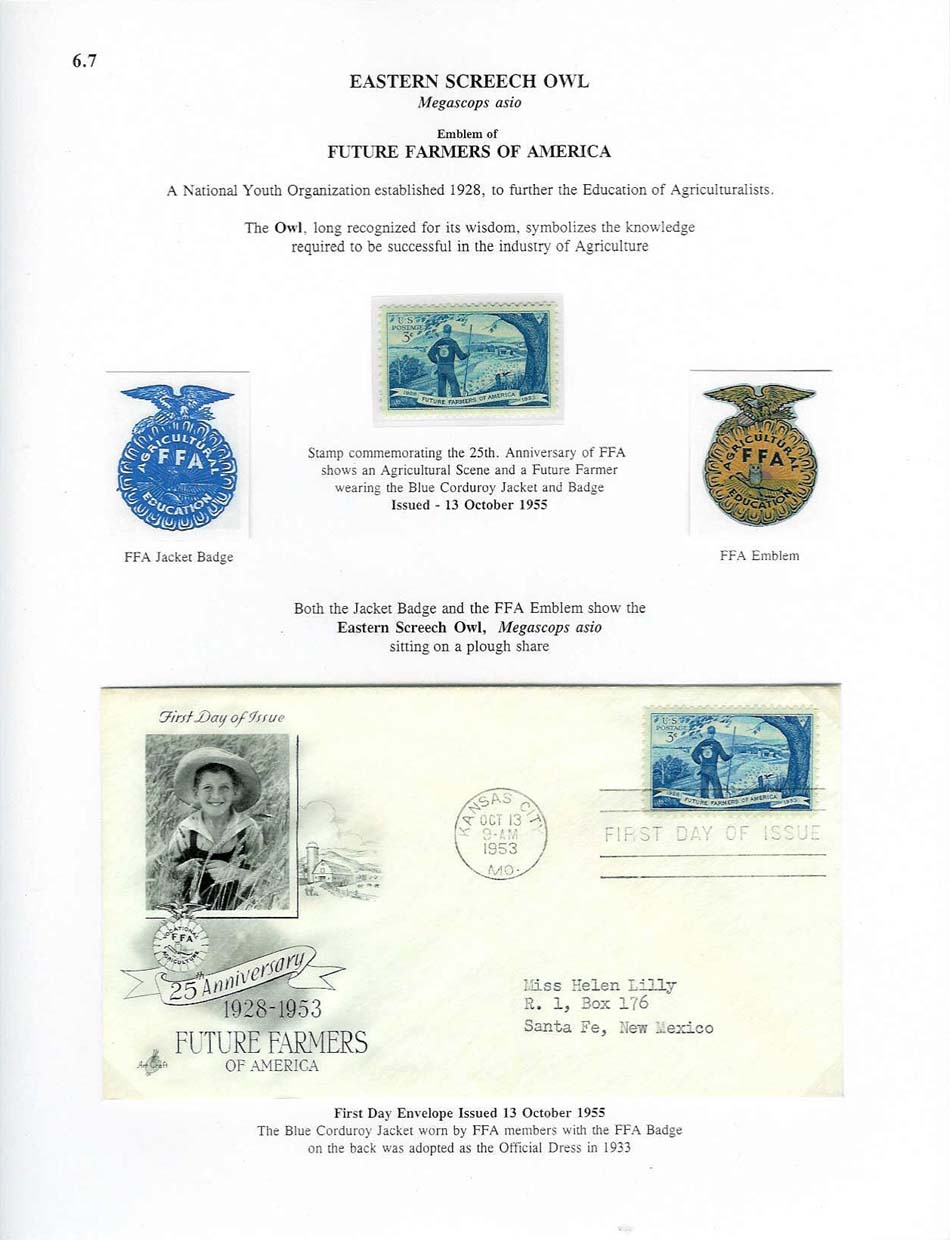 6.7
EASTERN SCREECH OWL
Megascops asio
Emblem of
FUTURE FARMERS OF AMERICA
A National Youth Organization established 1928, to further the Education of Agriculturalists.
The Owl, long recognized for its wisdom, symbolizes the knowledge
required to be successful in the industry of Agriculture
U.S.
POSTAGE
3¢
1928 FUTURE FARMERS OF AMERICA 1953
AGRICULTURAL
FFA
EDUCATION
FFA Jacket Badge
Stamp commemorating the 25th. Anniversary of FFA
shows an Agricultural Scene and a Future Farmer
wearing the Blue Corduroy Jacket and Badge
Issued - 13 October 1955
AGRICULTURAL
FFA
EDUCATION
FFA Emblem
Both the Jacket Badge and the FFA Emblem show the
Eastern Screech Owl, Megascops asio
sitting on a plough share
First Day of Issue
U.S.
POSTAGE
3¢
1928 FUTURE FARMERS OF AMERICA 1953
KANSAS CITY
OCT 13
9-AM
1953
MO.
FIRST DAY OF ISSUE
VOCATIONAL
FFA
AGRICULTURE
25th Anniversary
1928-1953
FUTURE FARMERS
OF AMERICA
Art Craft
Miss Helen Lilly
R. 1, Box 176
Santa Fe, New Mexico
First Day Envelope Issued 13 October 1955
The Blue Corduroy Jacket worn by FFA members with the FFA Badge
on the back was adopted as the Official Dress in 1933